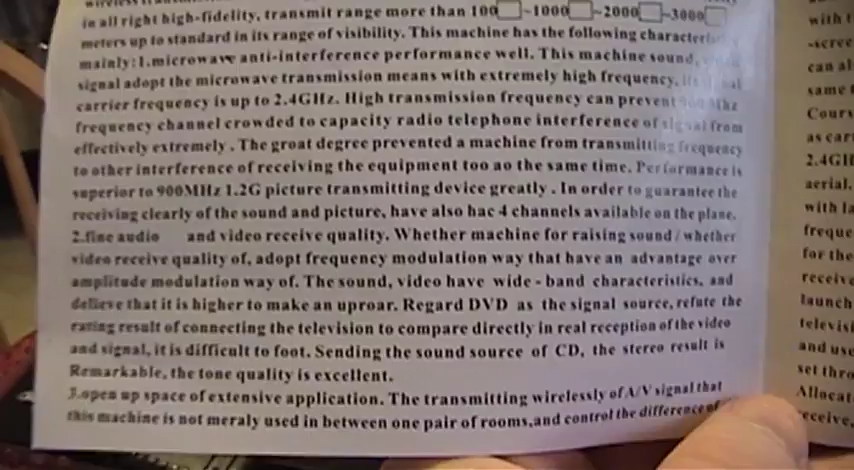 in all right high-fidelity, transmit range more than 100□~1000□~2000□~3000□
meters up to standard in its range of visibility. This machine has the following
mainly:1.microwave anti-interference performance well. This machine sound,
signal adopt the microwave transmission means with extremely high frequency,
carrier frequency is up to 2.4GHz. High transmission frequency can prevent
frequency channel crowded to capacity radio telephone interference of signal from
effectively extremely . The groat degree prevented a machine from transmitting frequency
to other interference of receiving the equipment too ao the same time. Performance is
superior to 900MHz 1.2G picture transmitting device greatly . In order to guarantee the
receiving clearly of the sound and picture, have also hac 4 channels available on the plane.
2.fine audio and video receive quality. Whether machine for raising sound / whether
video receive quality of, adopt frequency modulation way that have an advantage over
amplitude modulation way of. The sound, video have wide - band characteristics, and
delieve that it is higher to make an uproar. Regard DVD as the signal source, refute the
rating result of connecting the television to compare directly in real reception of the video
and signal, it is difficult to foot. Sending the sound source of CD, the stereo result is
Remarkable, the tone quality is excellent.
3.open up space of extensive application. The transmitting wirelessly of A/V signal that
this machine is not meraly used in between one pair of rooms,and control the difference of
with
can
same
Cours
as
2.4GH
aerial.
with
for the
receive
launch
and use
set